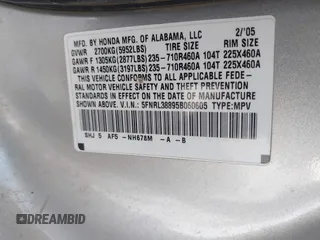 MFD. BY HONDA MFG. OF ALABAMA, LLC 2/'05
GVWR 2700KG(5952LBS) TIRE SIZE RIM SIZE
GAWR F 1305KG(2877LBS)235-710R460A 104T 225X460A
GAWR R 1450KG(3197LBS)235-710R460A 104T 225X460A
THIS VEHICLE CONFORMS TO ALL APPLICABLE FEDE-
RAL MOTOR VEHICLE SAFETY AND THEFT PREVENTION
STANDARDS IN EFFECT ON THE DATE OF MANUFACTURE
SHOWN ABOVE. V.I.N: 5FNRL38895B060605 TYPE:MPV
SHJ 5 AF5 -NH678M -A -B
DREAMBID